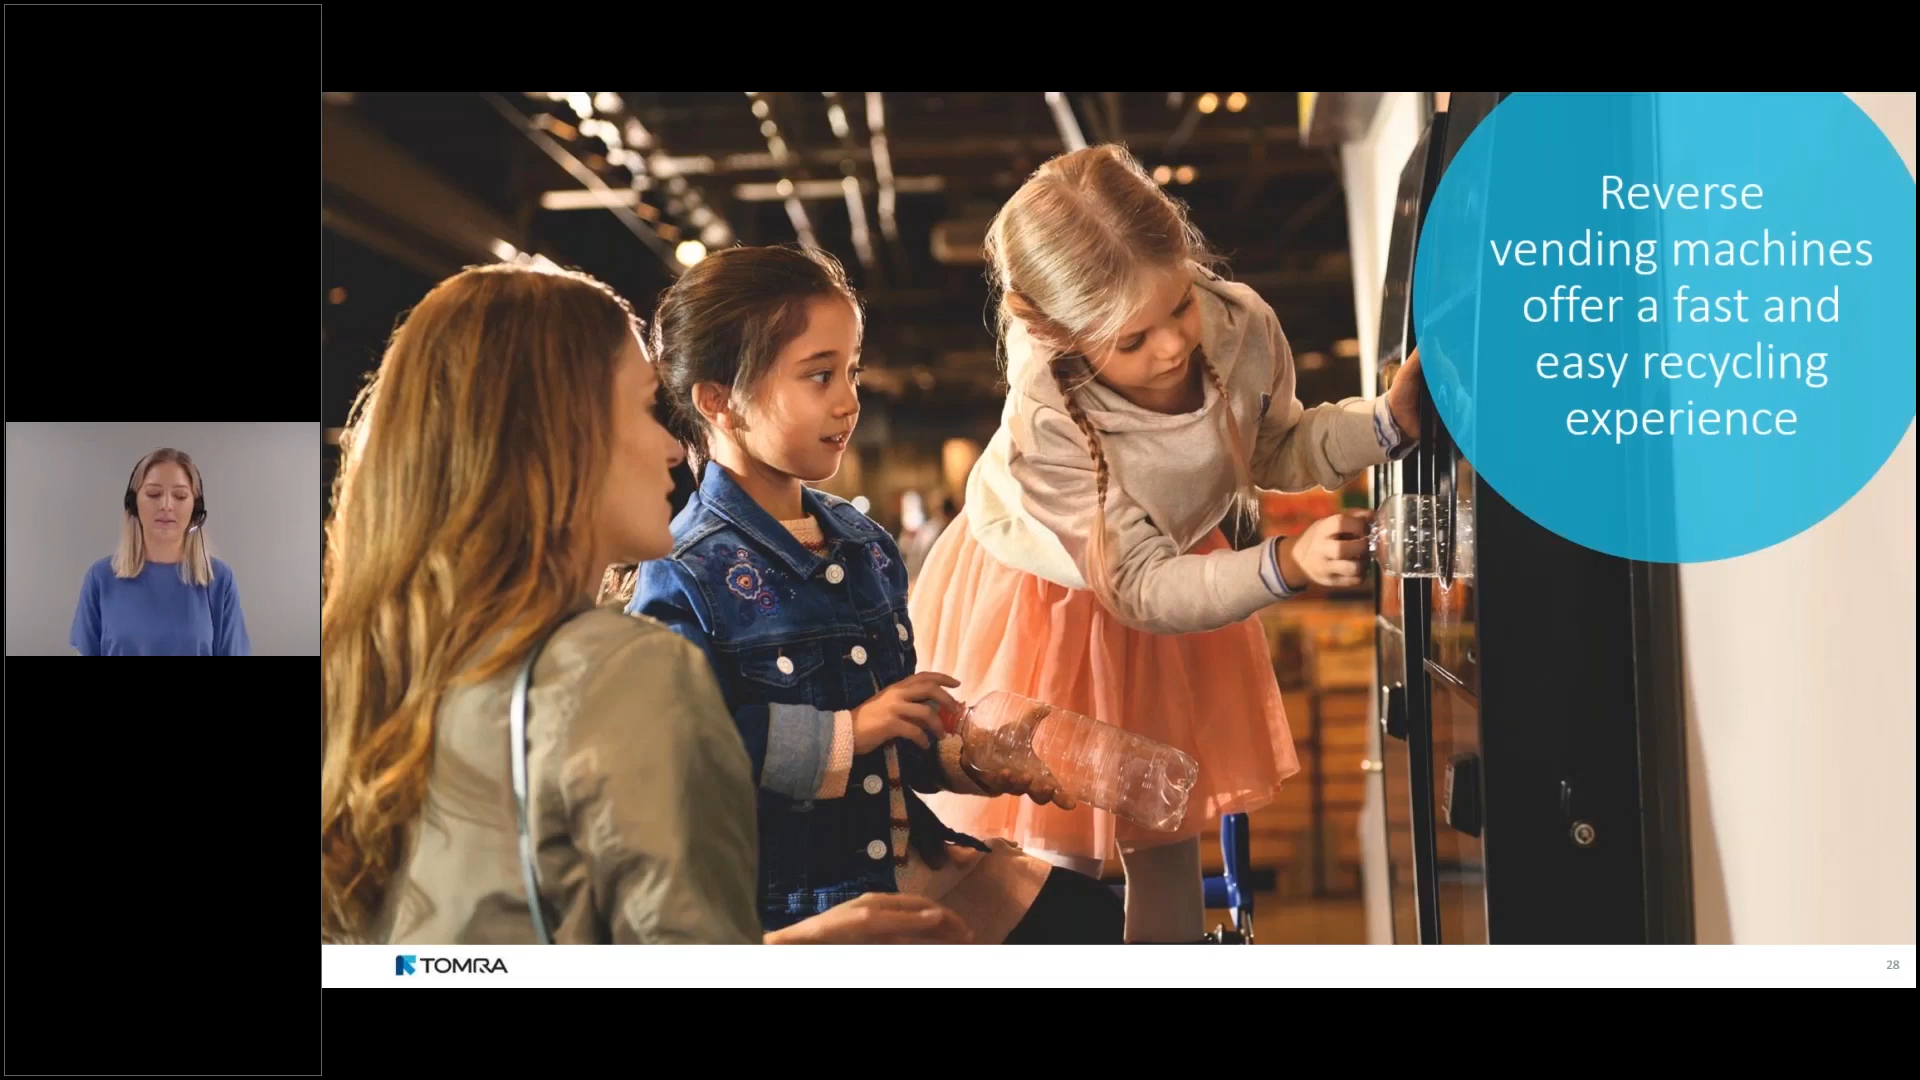 Reverse
vending machines
offer a fast and
easy recycling
experience
TOMRA
28